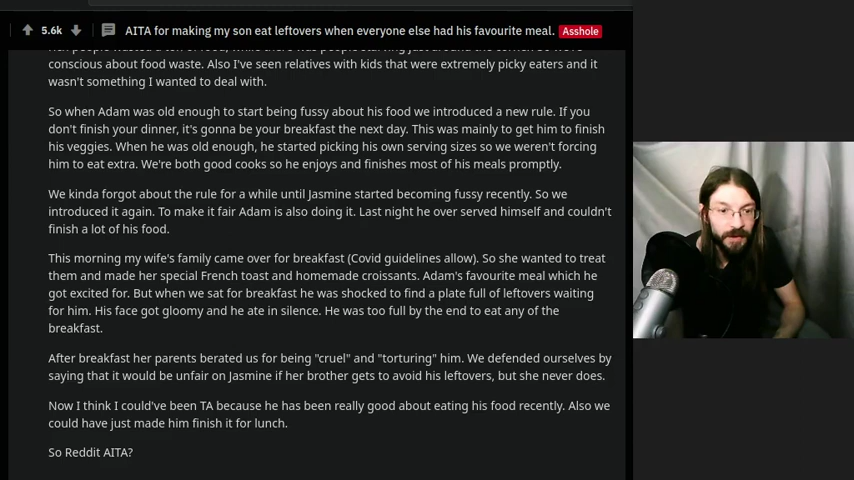 5.6k AITA for making my son eat leftovers when everyone else had his favourite meal. Asshole
conscious about food waste. Also I've seen relatives with kids that were extremely picky eaters and it
wasn't something I wanted to deal with.
So when Adam was old enough to start being fussy about his food we introduced a new rule. If you
don't finish your dinner, it's gonna be your breakfast the next day. This was mainly to get him to finish
his veggies. When he was old enough, he started picking his own serving sizes so we weren't forcing
him to eat extra. We're both good cooks so he enjoys and finishes most of his meals promptly.
We kinda forgot about the rule for a while until Jasmine started becoming fussy recently. So we
introduced it again. To make it fair Adam is also doing it. Last night he over served himself and couldn't
finish a lot of his food.
This morning my wife's family came over for breakfast (Covid guidelines allow). So she wanted to treat
them and made her special French toast and homemade croissants. Adam's favourite meal which he
got excited for. But when we sat for breakfast he was shocked to find a plate full of leftovers waiting
for him. His face got gloomy and he ate in silence. He was too full by the end to eat any of the
breakfast.
After breakfast her parents berated us for being "cruel" and "torturing" him. We defended ourselves by
saying that it would be unfair on Jasmine if her brother gets to avoid his leftovers, but she never does.
Now I think I could've been TA because he has been really good about eating his food recently. Also we
could have just made him finish it for lunch.
So Reddit AITA?